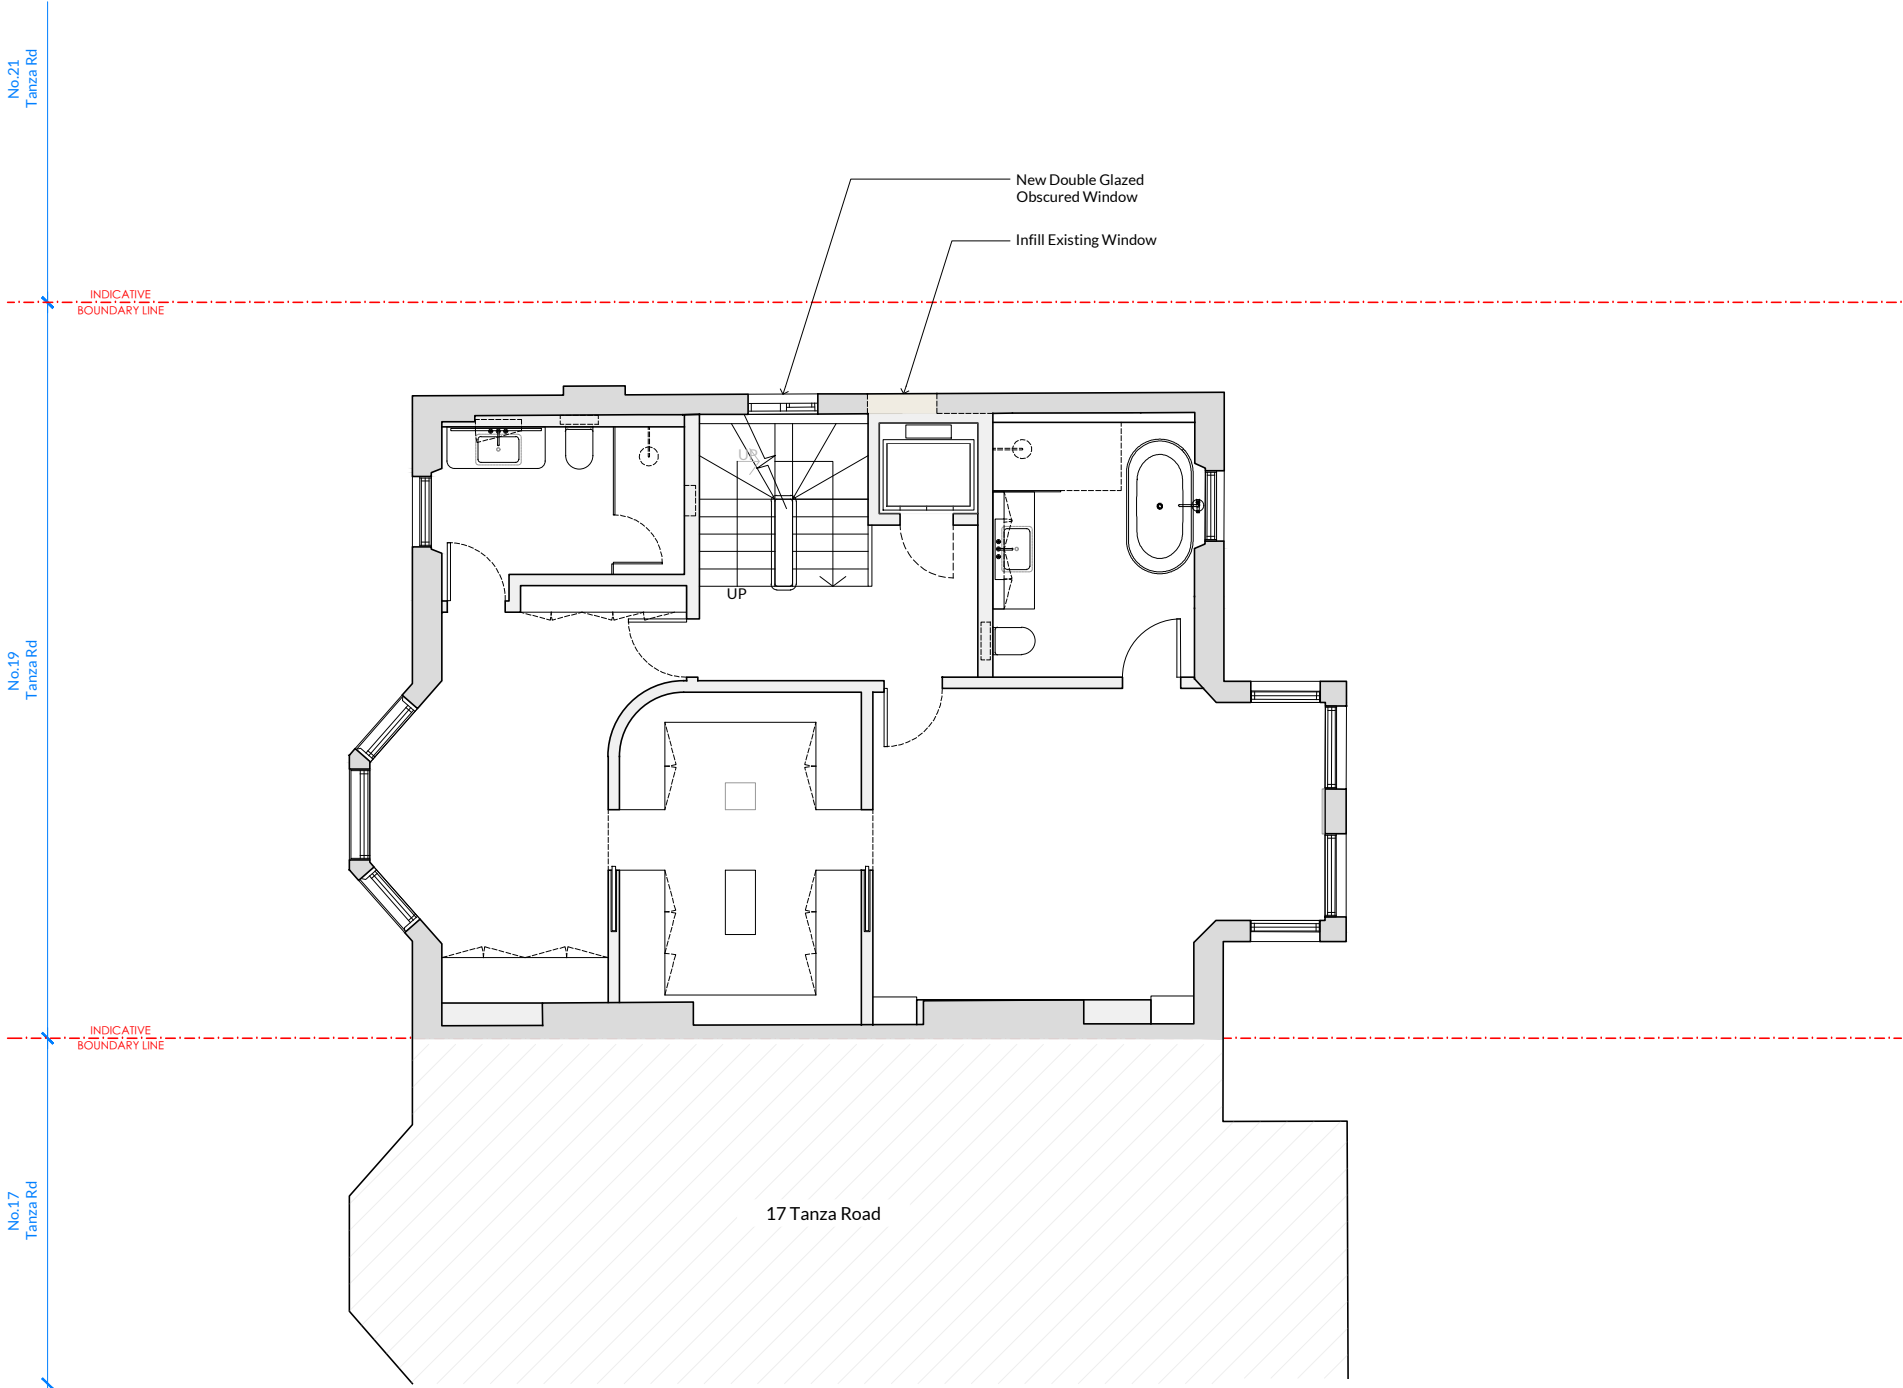 No.21
Tanza Rd
New Double Glazed
Obscured Window
Infill Existing Window
INDICATIVE
BOUNDARY LINE
UP
UP
No.19
Tanza Rd
INDICATIVE
BOUNDARY LINE
No.17
Tanza Rd
17 Tanza Road